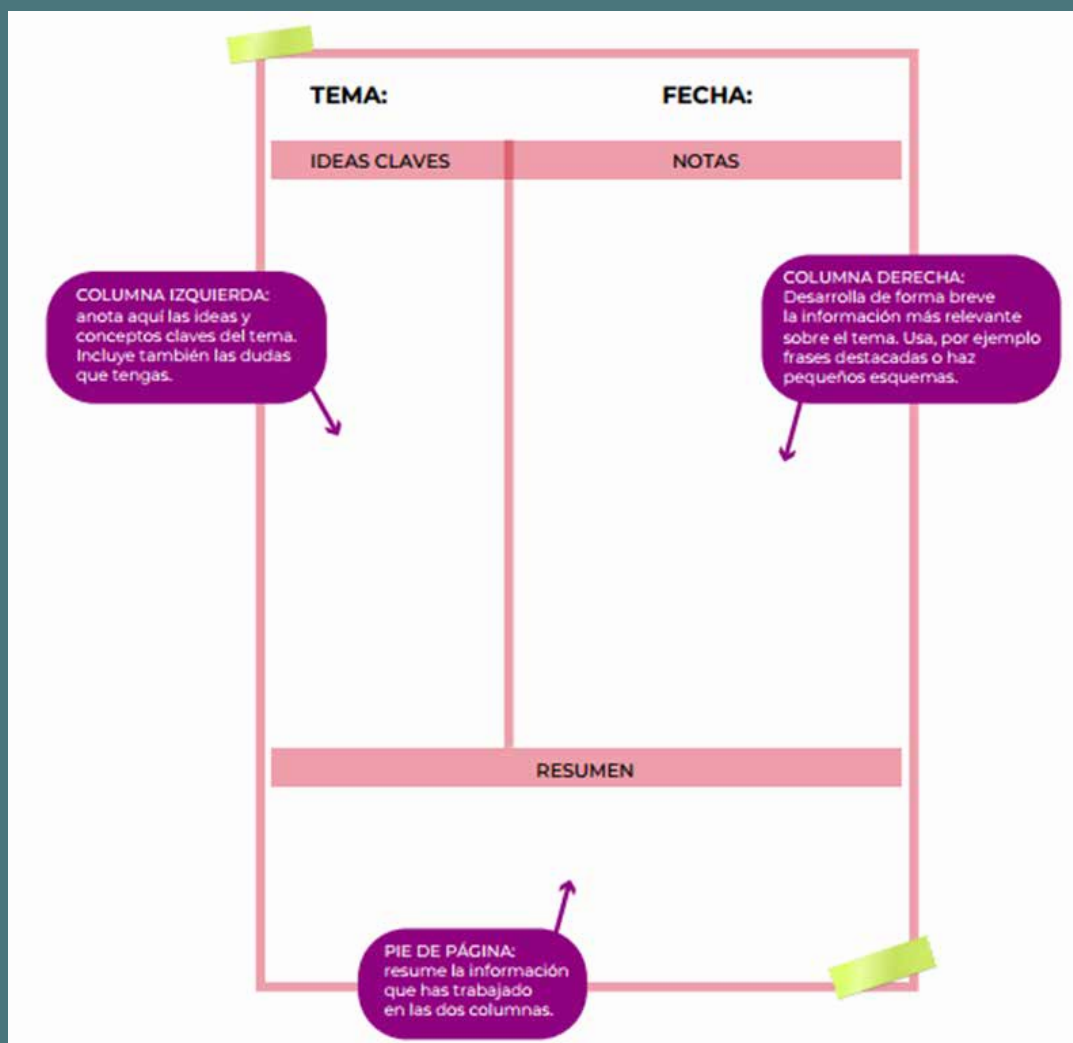 TEMA:
FECHA:
IDEAS CLAVES
NOTAS
COLUMNA IZQUIERDA:
anota aquí las ideas y
conceptos claves del tema.
Incluye también las dudas
que tengas.
COLUMNA DERECHA:
Desarrolla de forma breve
la información más relevante
sobre el tema. Usa, por ejemplo
frases destacadas o haz
pequeños esquemas.
RESUMEN
PIE DE PÁGINA:
resume la información
que has trabajado
en las dos columnas.